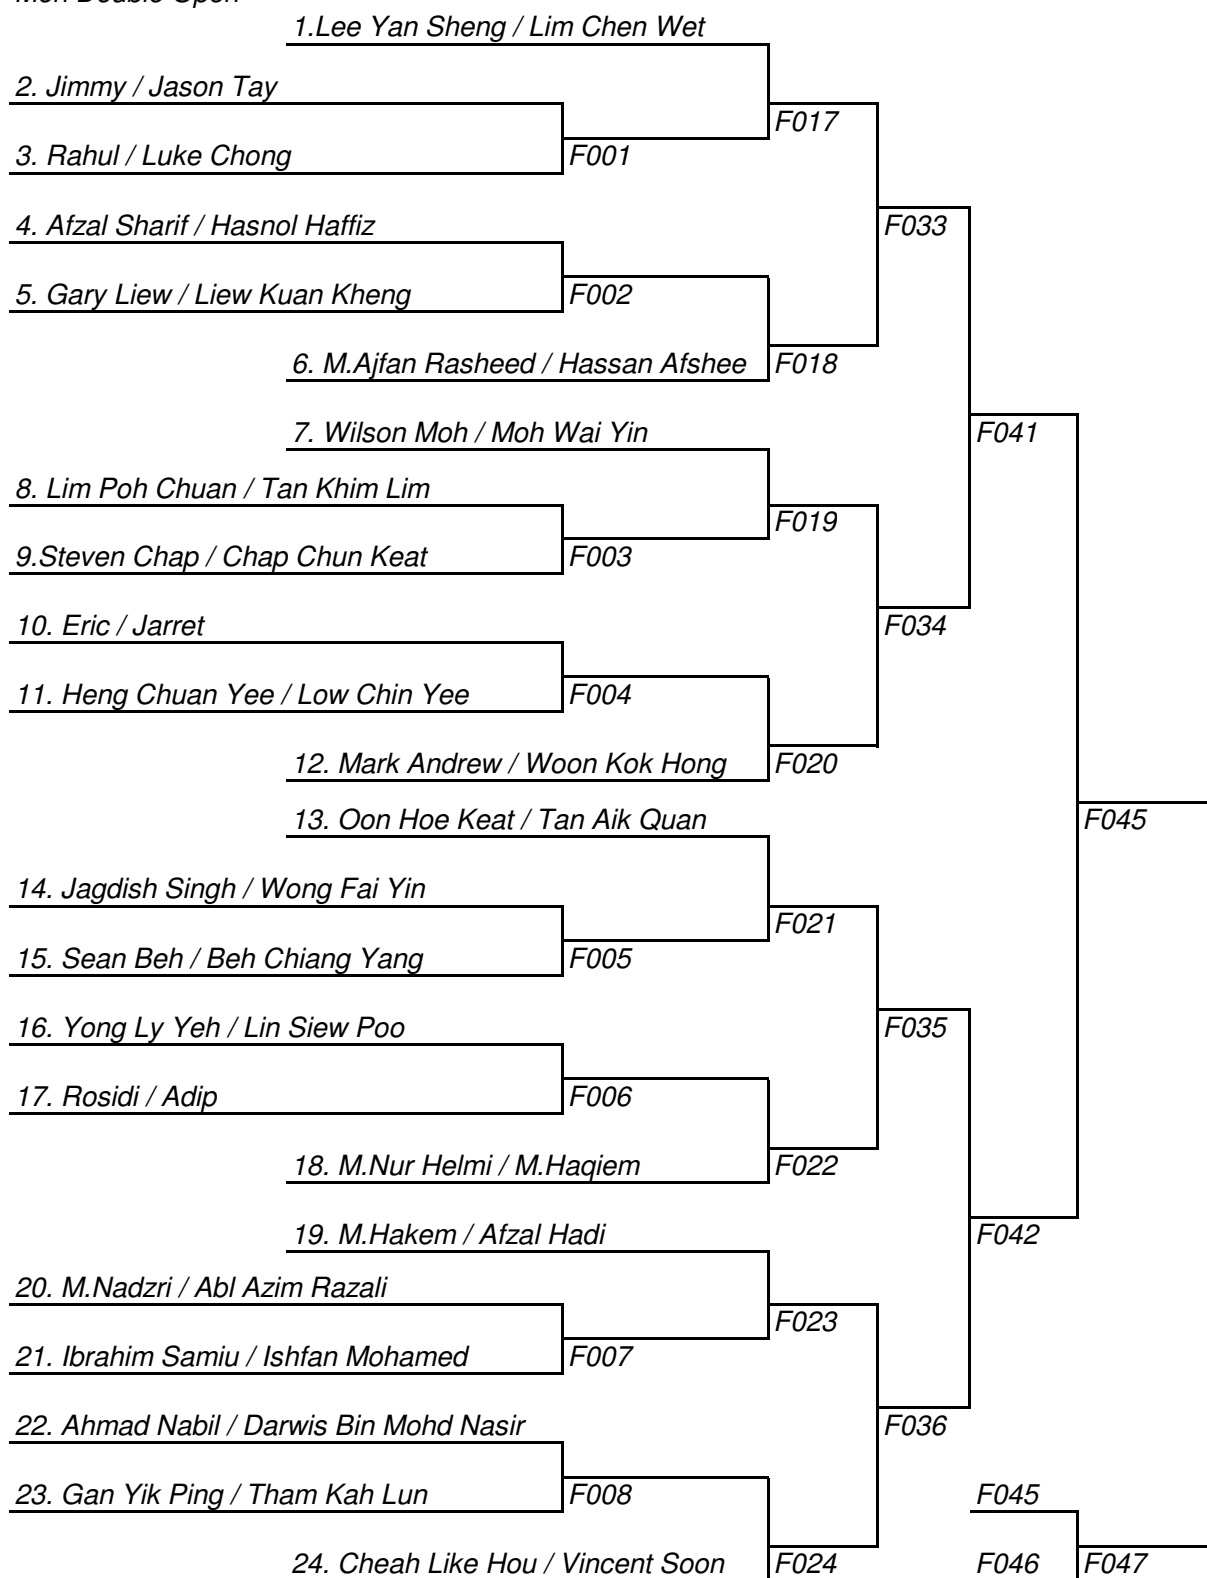 Men Double Open
1.Lee Yan Sheng / Lim Chen Wet
2. Jimmy / Jason Tay
F017
3. Rahul / Luke Chong
F001
4. Afzal Sharif / Hasnol Haffiz
F033
5. Gary Liew / Liew Kuan Kheng
F002
6. M.Ajfan Rasheed / Hassan Afshee
F018
7. Wilson Moh / Moh Wai Yin
F041
8. Lim Poh Chuan / Tan Khim Lim
F019
9.Steven Chap / Chap Chun Keat
F003
10. Eric / Jarret
F034
11. Heng Chuan Yee / Low Chin Yee
F004
12. Mark Andrew / Woon Kok Hong
F020
13. Oon Hoe Keat / Tan Aik Quan
F045
14. Jagdish Singh / Wong Fai Yin
F021
15. Sean Beh / Beh Chiang Yang
F005
16. Yong Ly Yeh / Lin Siew Poo
F035
17. Rosidi / Adip
F006
18. M.Nur Helmi / M.Haqiem
F022
19. M.Hakem / Afzal Hadi
F042
20. M.Nadzri / Abl Azim Razali
F023
21. Ibrahim Samiu / Ishfan Mohamed
F007
22. Ahmad Nabil / Darwis Bin Mohd Nasir
F036
23. Gan Yik Ping / Tham Kah Lun
F008
F045
24. Cheah Like Hou / Vincent Soon
F024
F046
F047